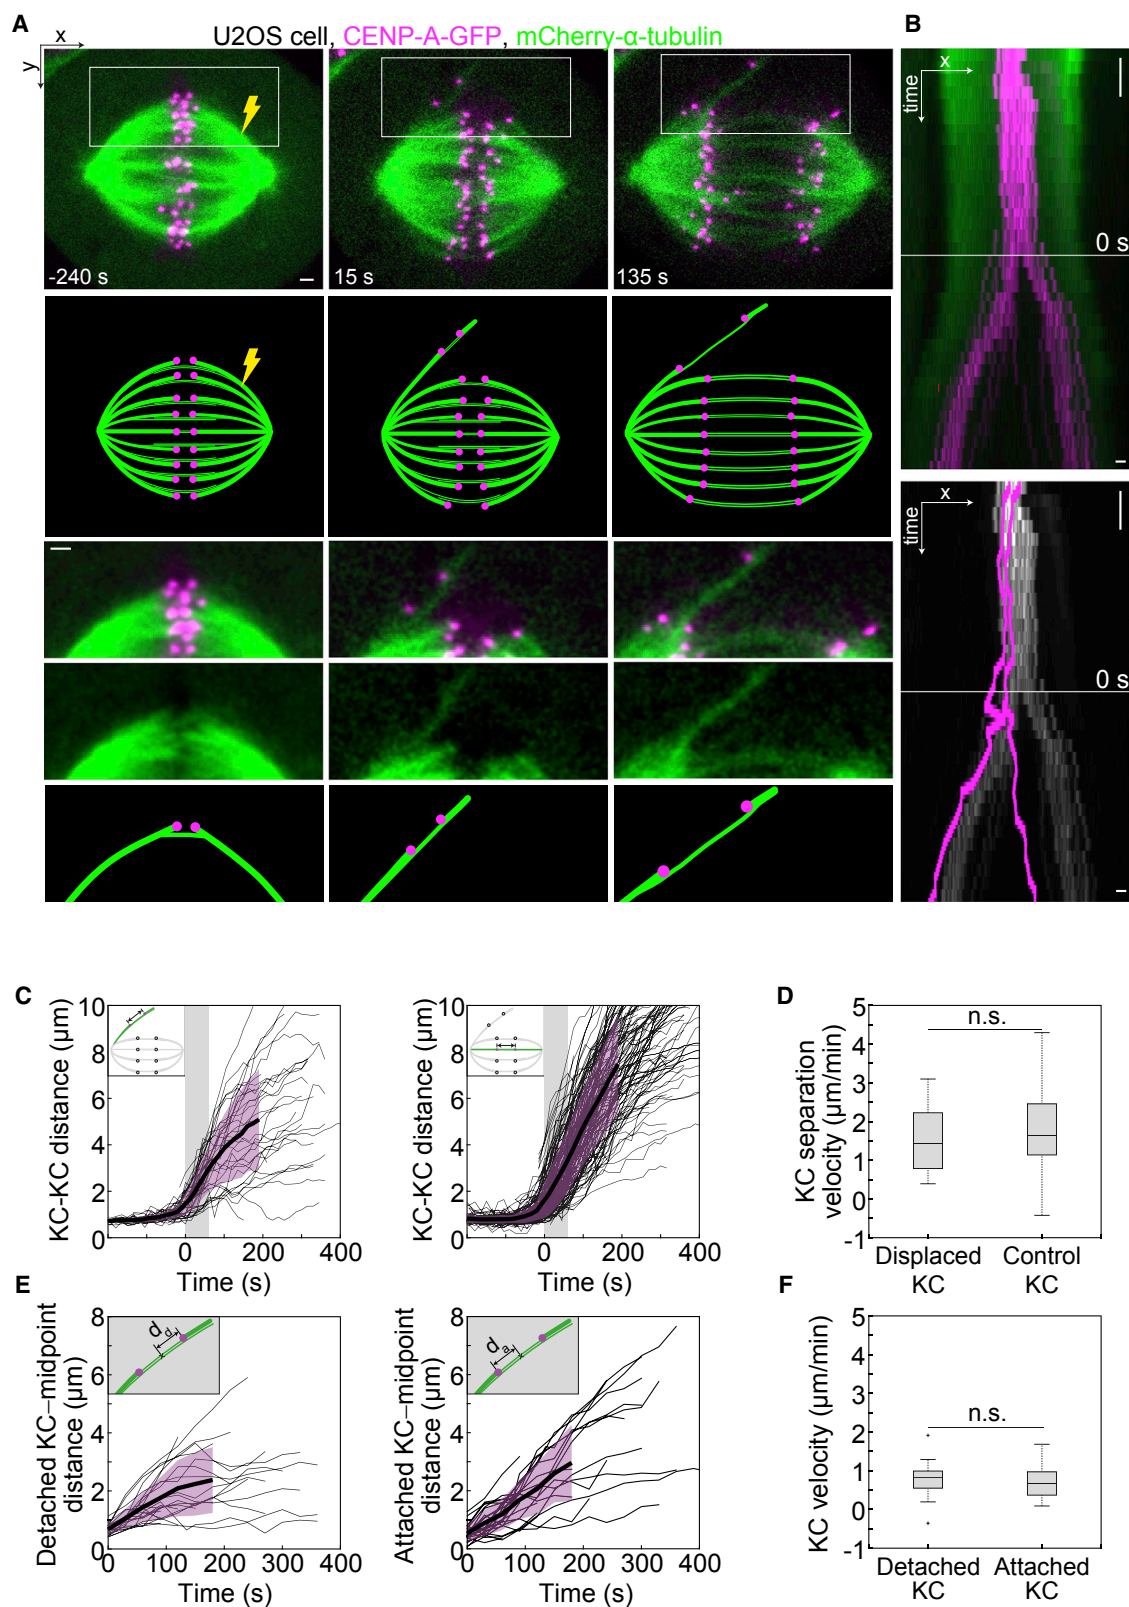 A
B
U2OS cell, CENP-A-GFP, mCherry-α-tubulin
x
y
-240 s
15 s
135 s
x
time
0 s
x
time
0 s
C
KC-KC distance (µm)
10
8
6
4
2
0
0 200 400
Time (s)
KC-KC distance (µm)
10
8
6
4
2
0
0 200 400
Time (s)
D
KC separation
velocity (µm/min)
5
4
3
2
1
0
-1
n.s.
Displaced
KC
Control
KC
E
Detached KC–midpoint
distance (µm)
8
6
4
2
0
d_d
0 100 200 300 400
Time (s)
Attached KC–midpoint
distance (µm)
8
6
4
2
0
d_a
0 100 200 300 400
Time (s)
F
KC velocity (µm/min)
5
4
3
2
1
0
-1
n.s.
Detached
KC
Attached
KC